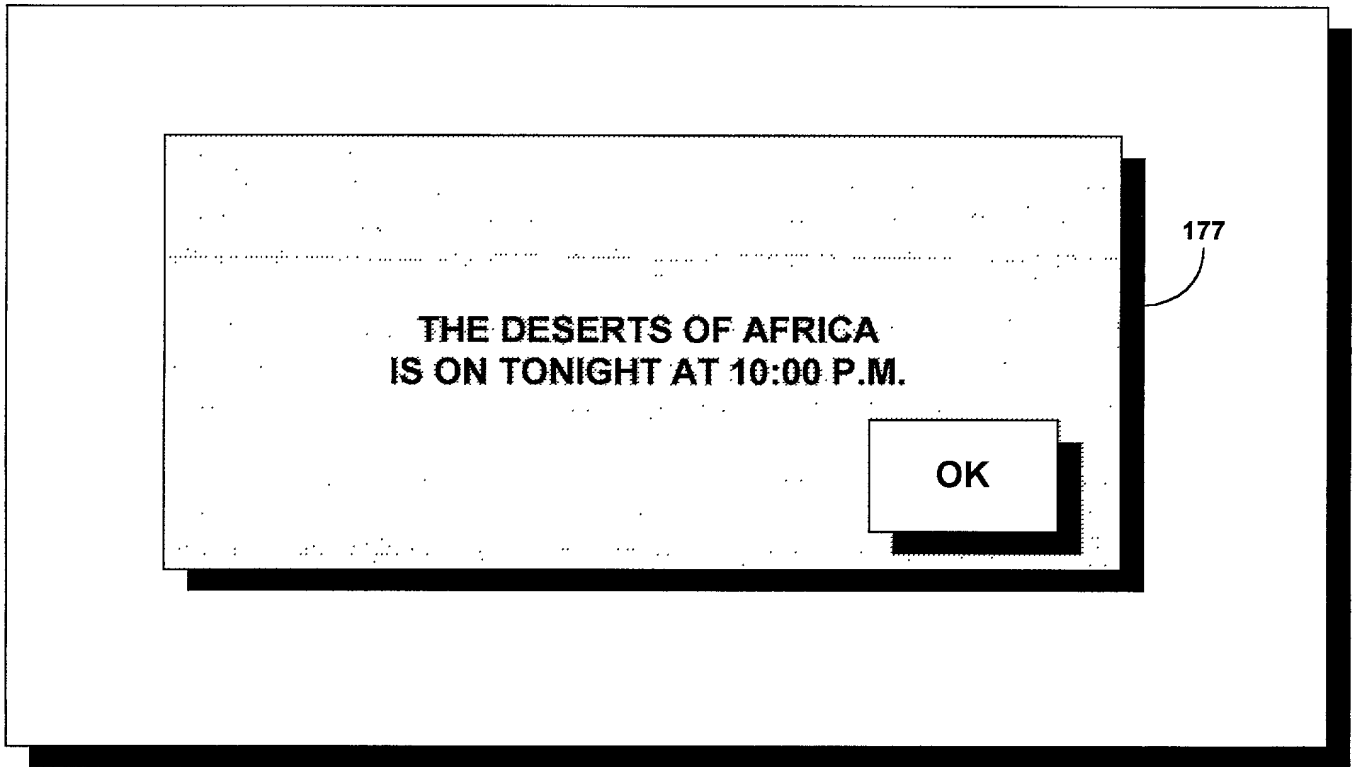 177
THE DESERTS OF AFRICA
IS ON TONIGHT AT 10:00 P.M.
OK